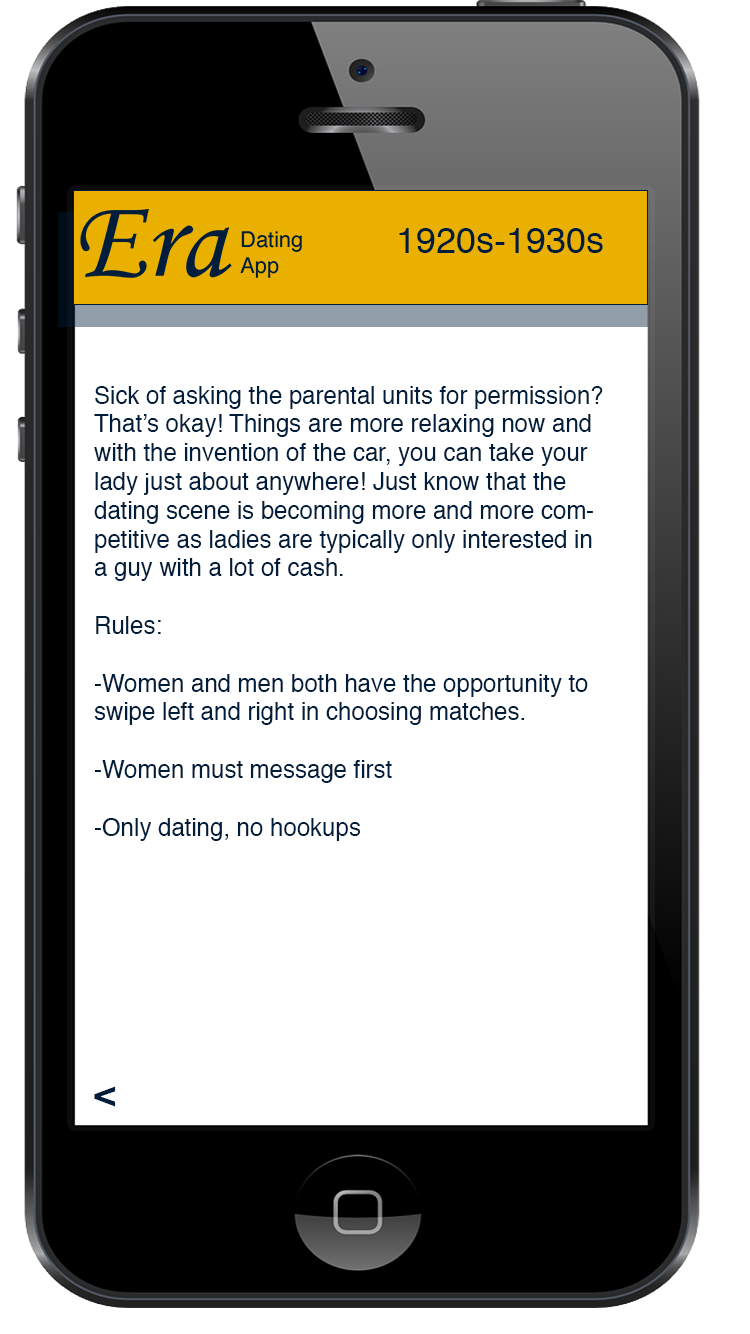 Era Dating App 1920s-1930s
Sick of asking the parental units for permission?
That’s okay! Things are more relaxing now and
with the invention of the car, you can take your
lady just about anywhere! Just know that the
dating scene is becoming more and more com-
petitive as ladies are typically only interested in
a guy with a lot of cash.
Rules:
-Women and men both have the opportunity to
swipe left and right in choosing matches.
-Women must message first
-Only dating, no hookups
<